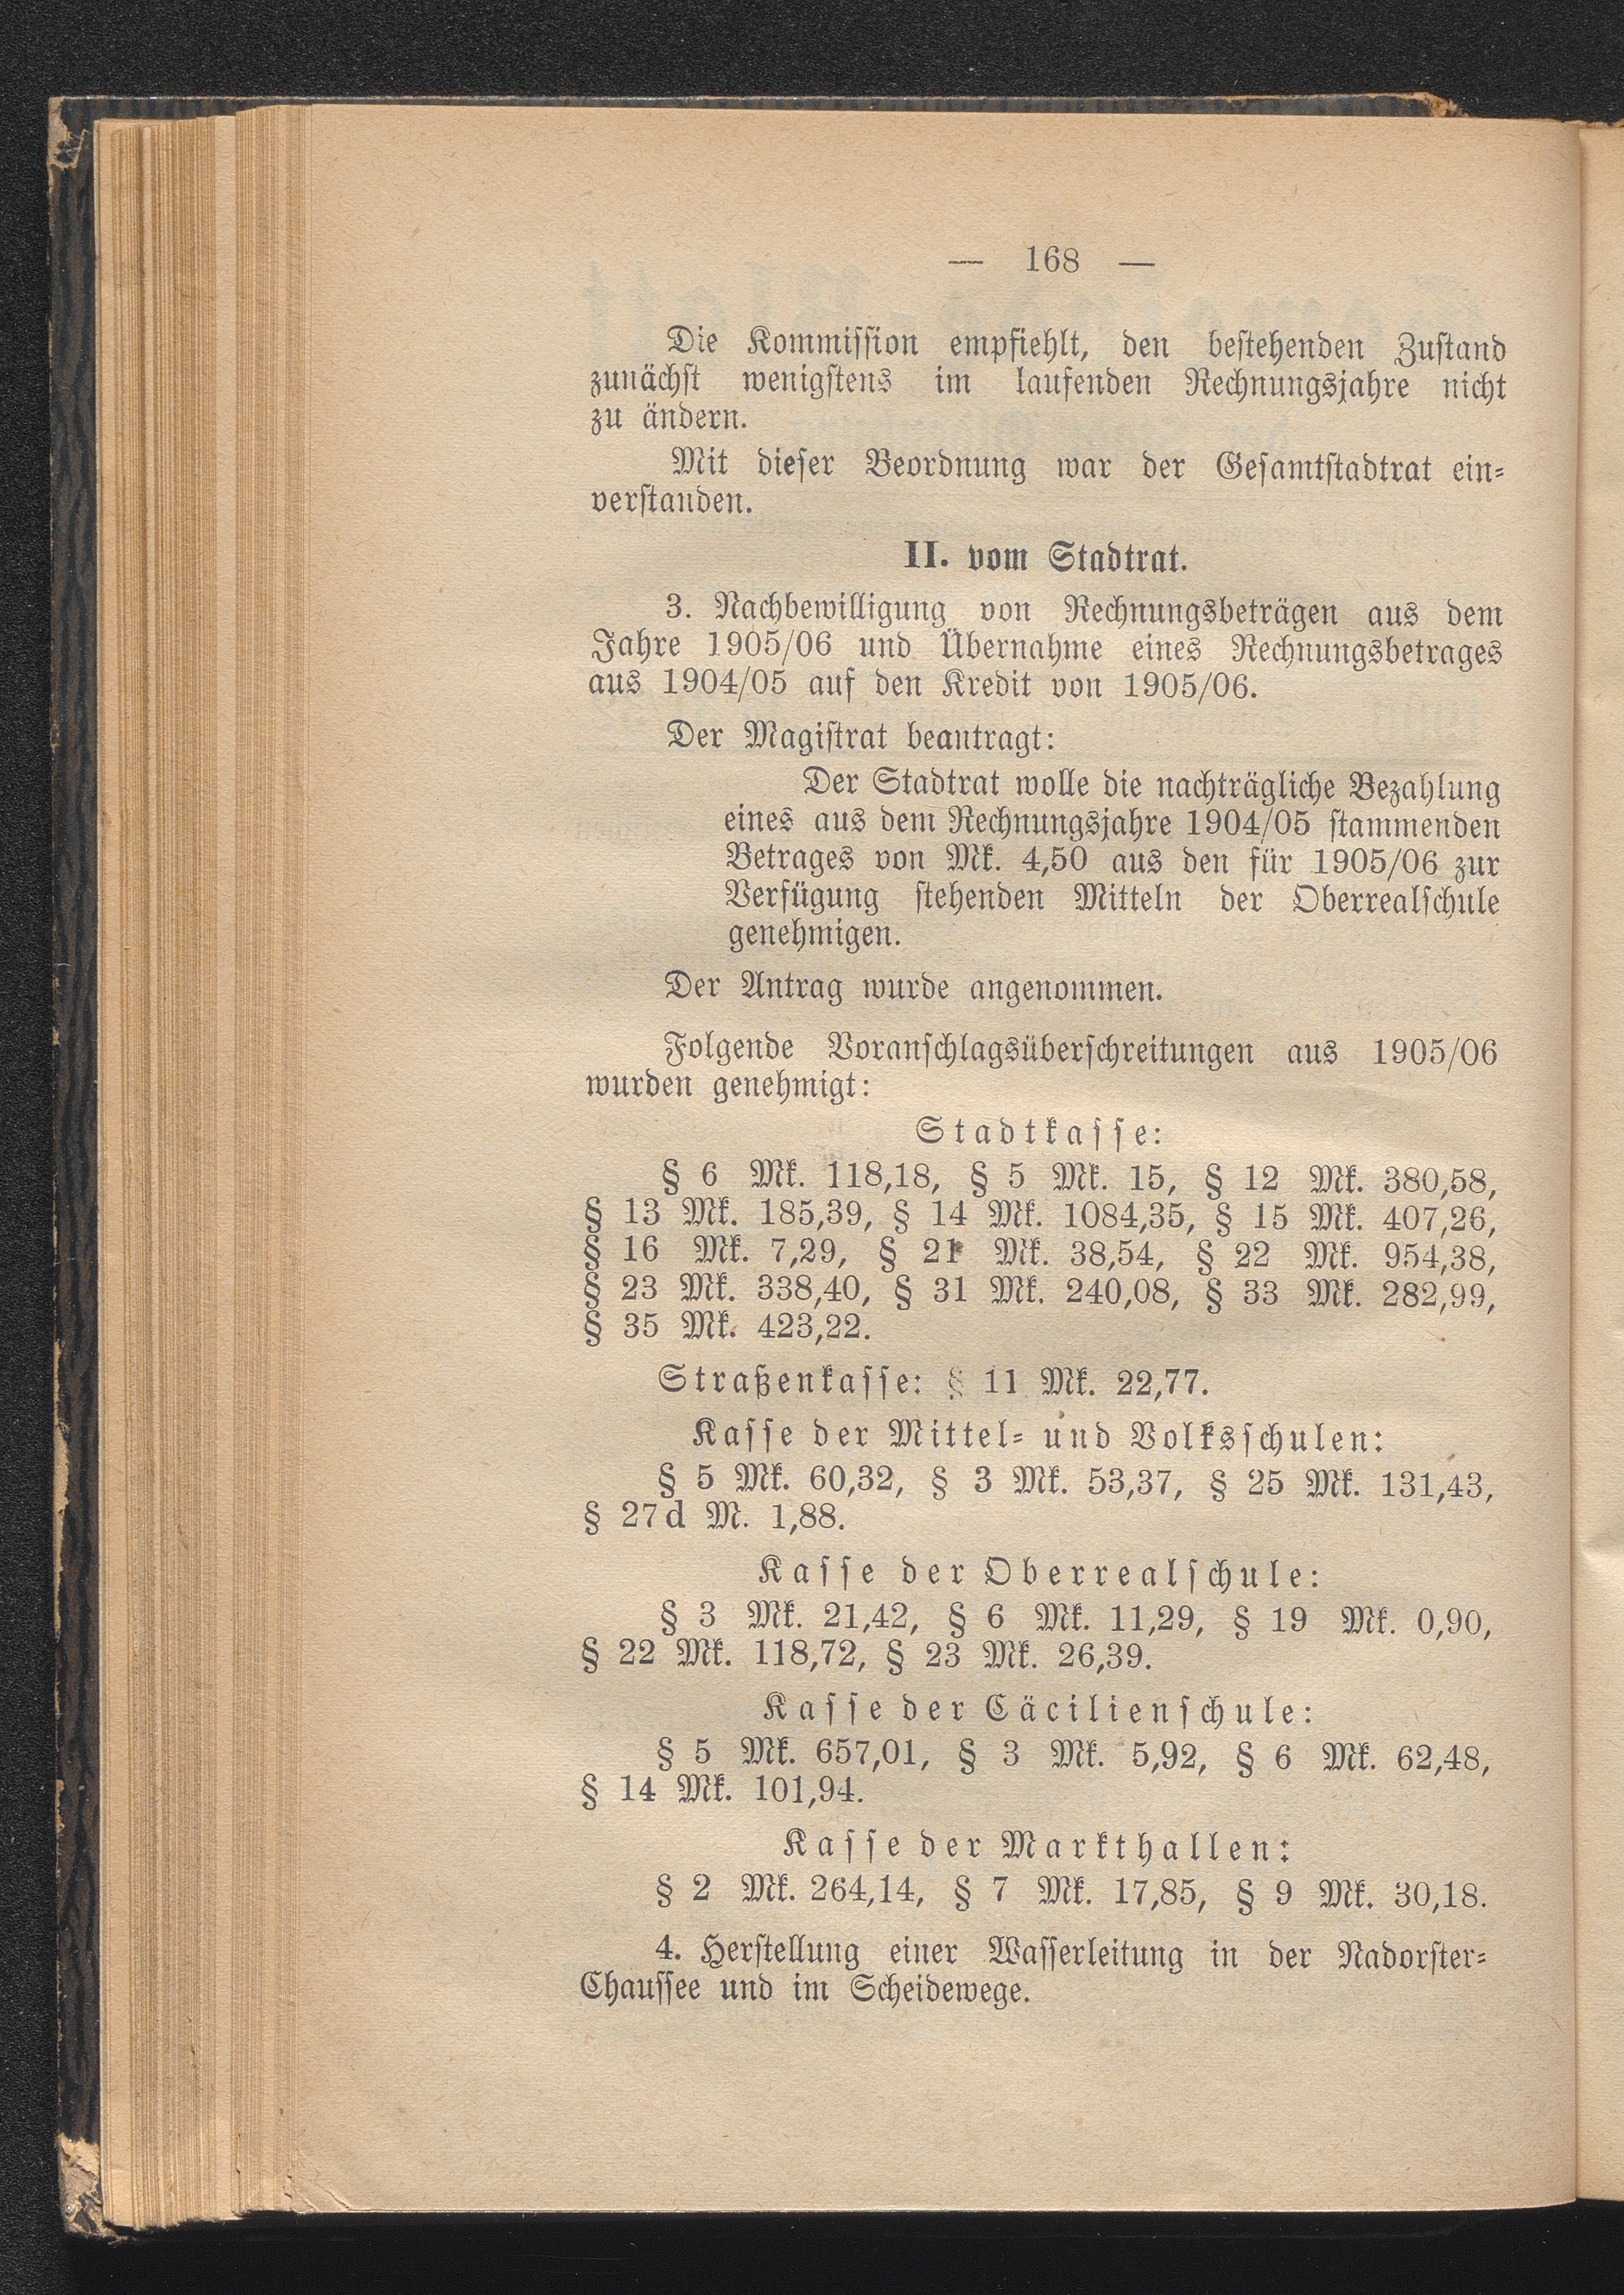 — 168 —
Die Kommission empfiehlt, den bestehenden Zustand
zunächst wenigstens im laufenden Rechnungsjahre nicht
zu ändern.
Mit dieser Beordnung war der Gesamtstadtrat ein-
verstanden.
II. vom Stadtrat.
3. Nachbewilligung von Rechnungsbeträgen aus dem
Jahre 1905/06 und Übernahme eines Rechnungsbetrages
aus 1904/05 auf den Kredit von 1905/06.
Der Magistrat beantragt:
Der Stadtrat wolle die nachträgliche Bezahlung
eines aus dem Rechnungsjahre 1904/05 stammenden
Betrages von Mk. 4,50 aus den für 1905/06 zur
Verfügung stehenden Mitteln der Oberrealschule
genehmigen.
Der Antrag wurde angenommen.
Folgende Voranschlagsüberschreitungen aus 1905/06
wurden genehmigt:
Stadtkasse:
§ 6 Mk. 118,18, § 5 Mk. 15, § 12 Mk. 380,58,
§ 13 Mk. 185,39, § 14 Mk. 1084,35, § 15 Mk. 407,26,
§ 16 Mk. 7,29, § 21 Mk. 38,54, § 22 Mk. 954,38,
§ 23 Mk. 338,40, § 31 Mk. 240,08, § 33 Mk. 282,99,
§ 35 Mk. 423,22.
Straßenkasse: § 11 Mk. 22,77.
Kasse der Mittel- und Volksschulen:
§ 5 Mk. 60,32, § 3 Mk. 53,37, § 25 Mk. 131,43,
§ 27d M. 1,88.
Kasse der Oberrealschule:
§ 3 Mk. 21,42, § 6 Mk. 11,29, § 19 Mk. 0,90,
§ 22 Mk. 118,72, § 23 Mk. 26,39.
Kasse der Cäcilienschule:
§ 5 Mk. 657,01, § 3 Mk. 5,92, § 6 Mk. 62,48,
§ 14 Mk. 101,94.
Kasse der Markthallen:
§ 2 Mk. 264,14, § 7 Mk. 17,85, § 9 Mk. 30,18.
4. Herstellung einer Wasserleitung in der Nadorster-
Chaussee und im Scheidewege.